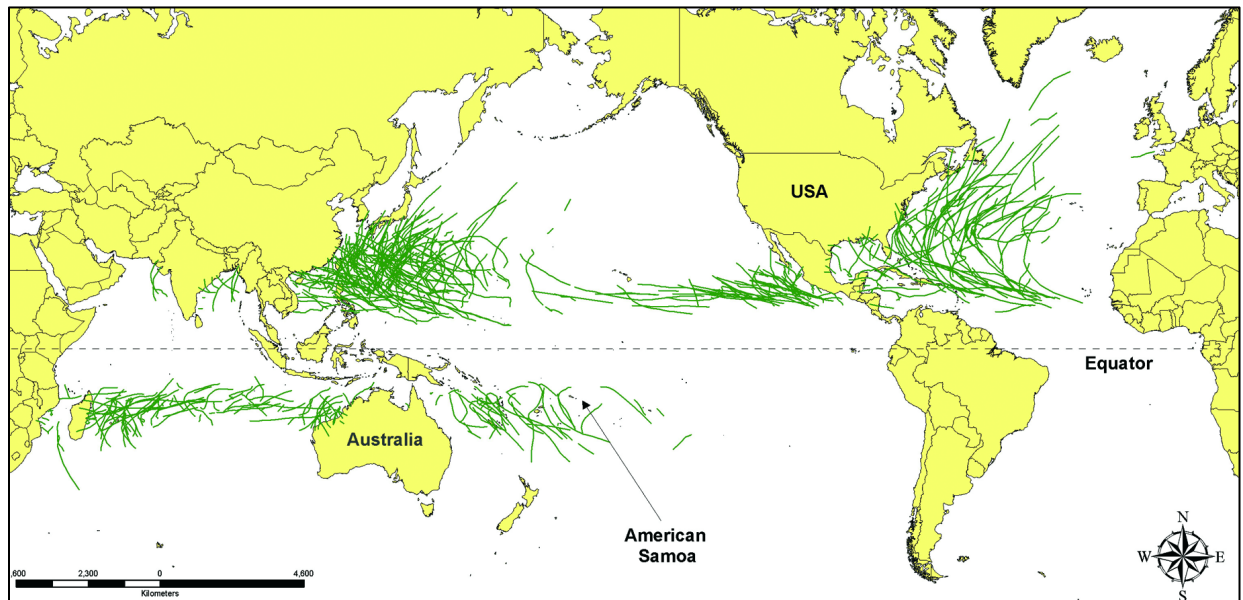 USA
Equator
Australia
American
Samoa
N
W E
S
,600 2,300 0 4,600
Kilometers